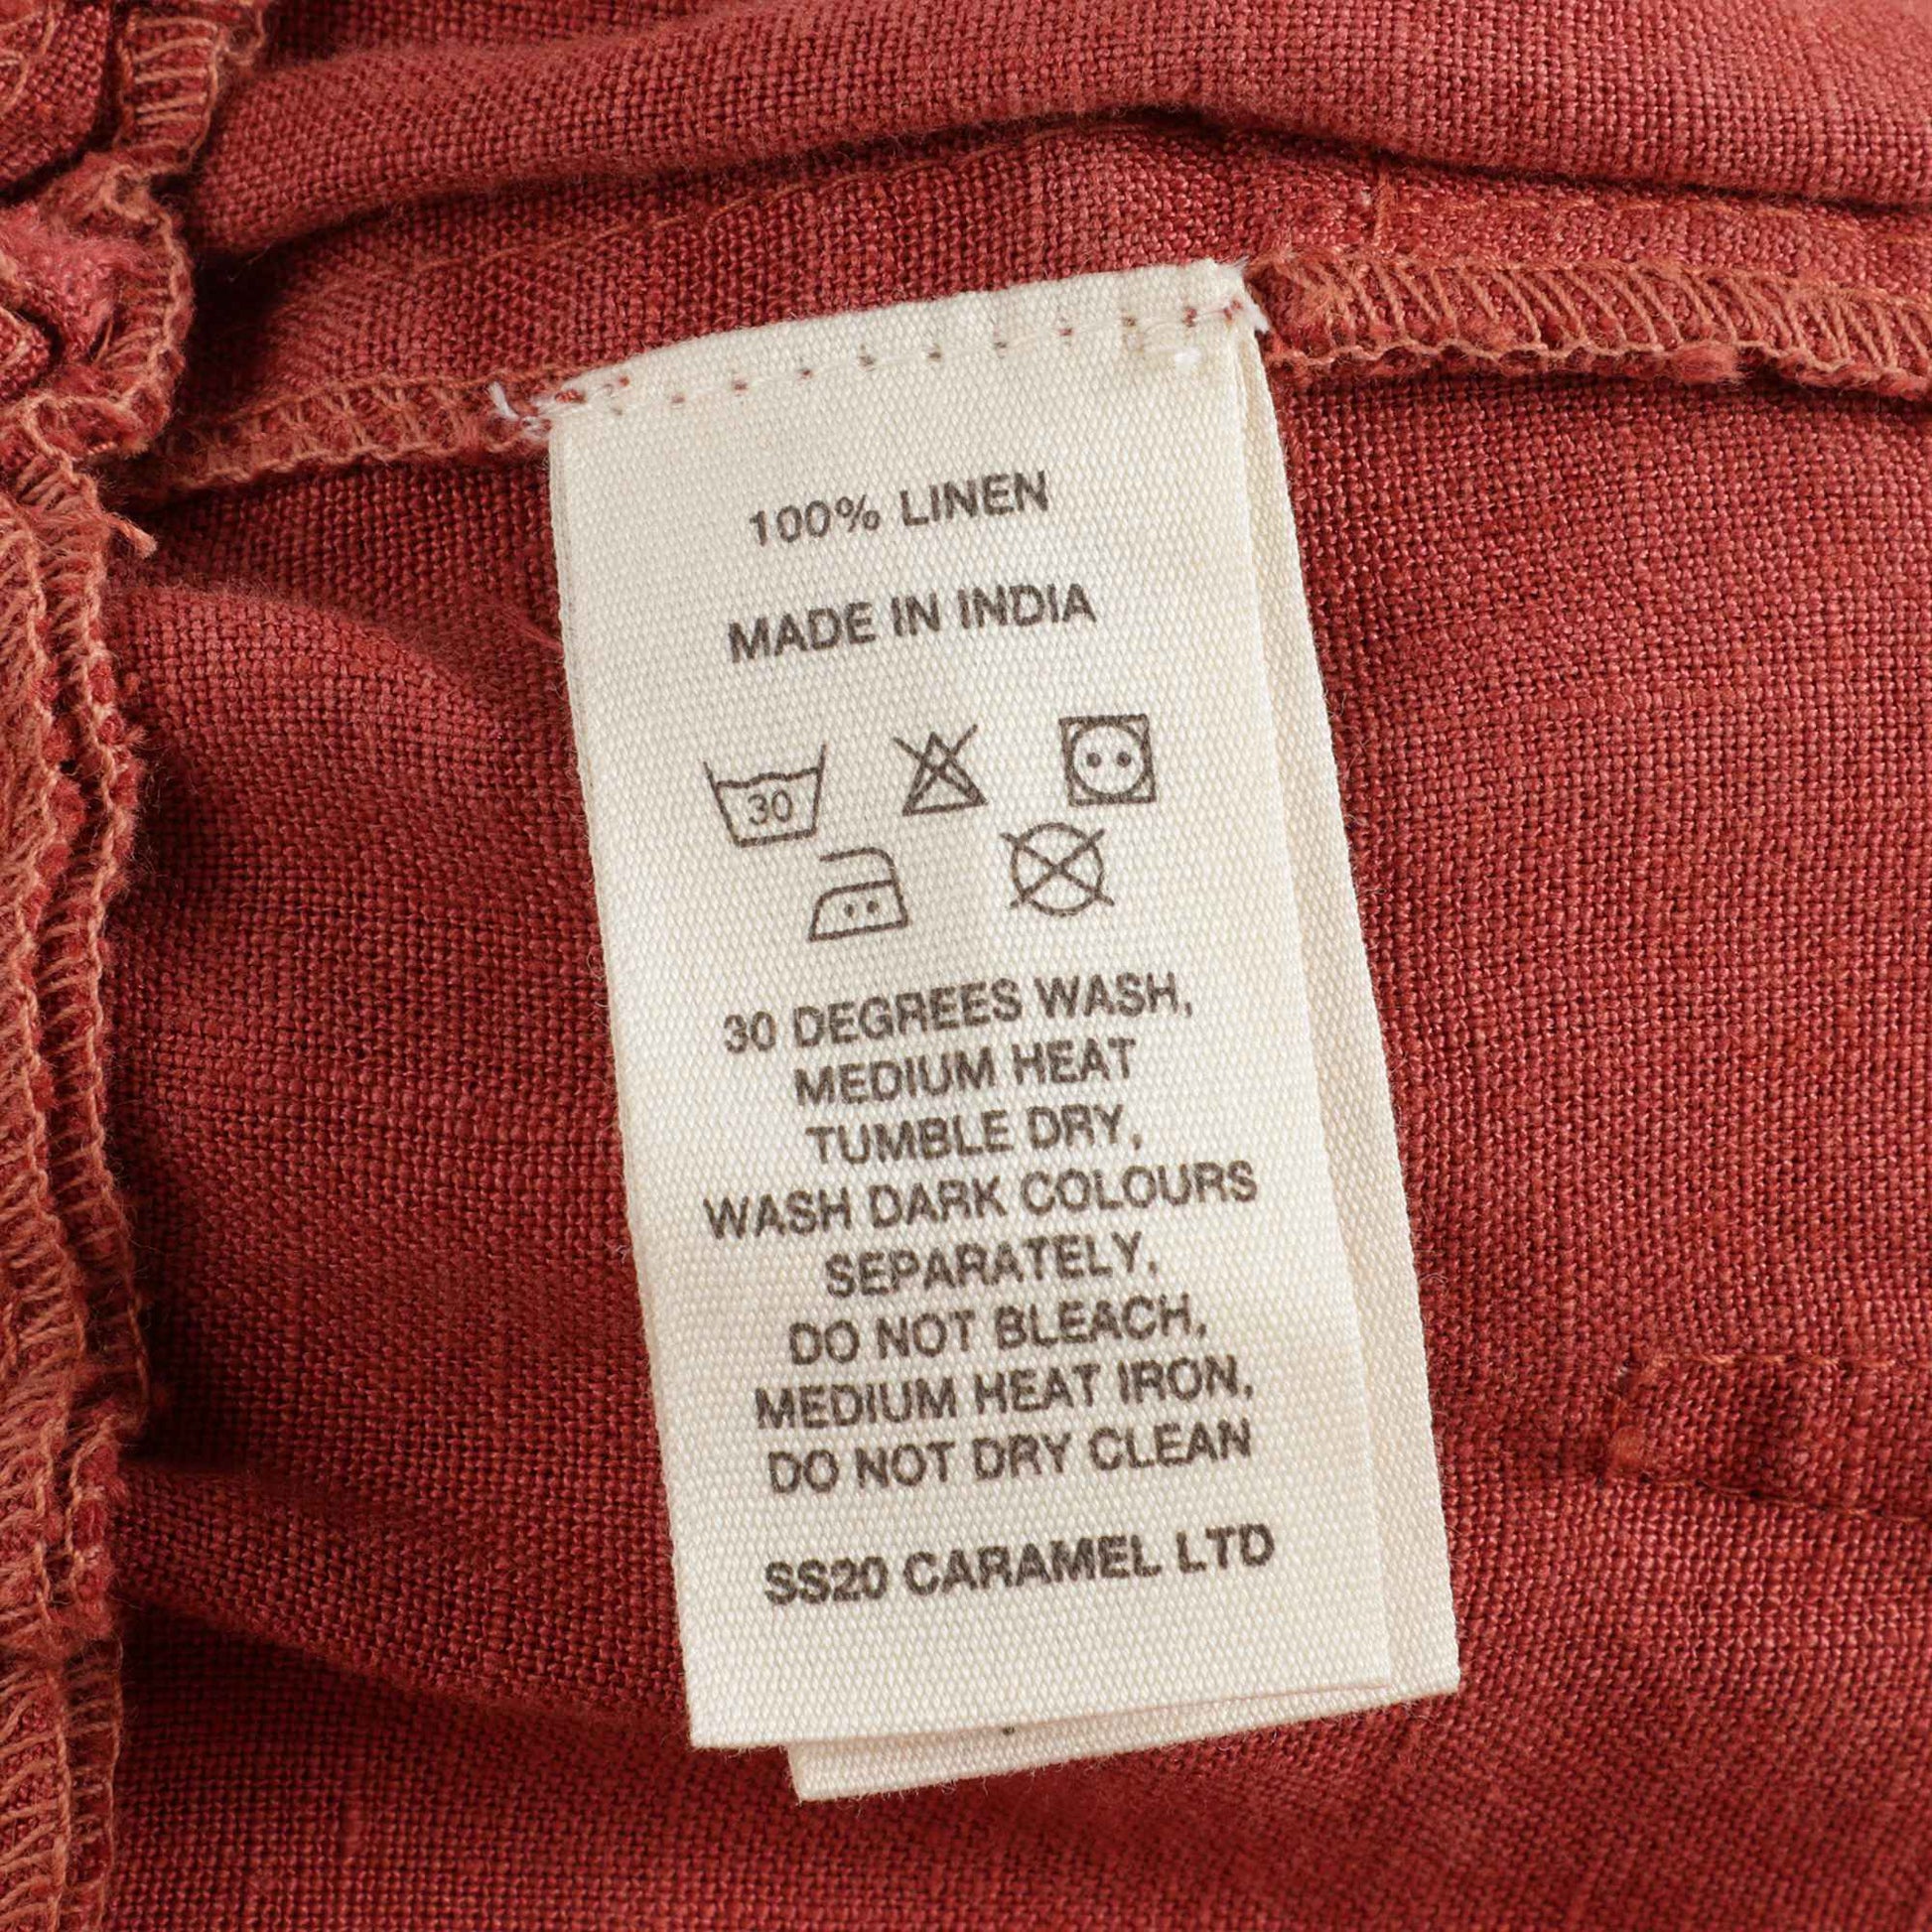 100% LINEN
MADE IN INDIA
30
30 DEGREES WASH,
MEDIUM HEAT
TUMBLE DRY,
WASH DARK COLOURS
SEPARATELY,
DO NOT BLEACH,
MEDIUM HEAT IRON,
DO NOT DRY CLEAN
SS20 CARAMEL LTD